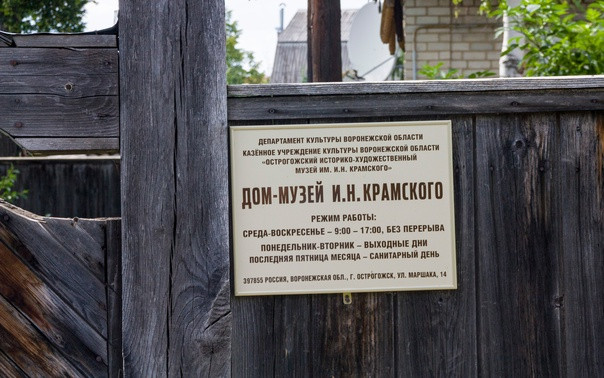 ДЕПАРТАМЕНТ КУЛЬТУРЫ ВОРОНЕЖСКОЙ ОБЛАСТИ
КАЗЁННОЕ УЧРЕЖДЕНИЕ КУЛЬТУРЫ ВОРОНЕЖСКОЙ ОБЛАСТИ
"ОСТРОГОЖСКИЙ ИСТОРИКО-ХУДОЖЕСТВЕННЫЙ
МУЗЕЙ ИМ. И.Н. КРАМСКОГО»
ДОМ-МУЗЕЙ И.Н.КРАМСКОГО
РЕЖИМ РАБОТЫ:
СРЕДА-ВОСКРЕСЕНЬЕ – 9:00 – 17:00, БЕЗ ПЕРЕРЫВА
ПОНЕДЕЛЬНИК-ВТОРНИК – ВЫХОДНЫЕ ДНИ
ПОСЛЕДНЯЯ ПЯТНИЦА МЕСЯЦА – САНИТАРНЫЙ ДЕНЬ
397855 РОССИЯ, ВОРОНЕЖСКАЯ ОБЛ., Г. ОСТРОГОЖСК, УЛ. МАРШАКА, 14